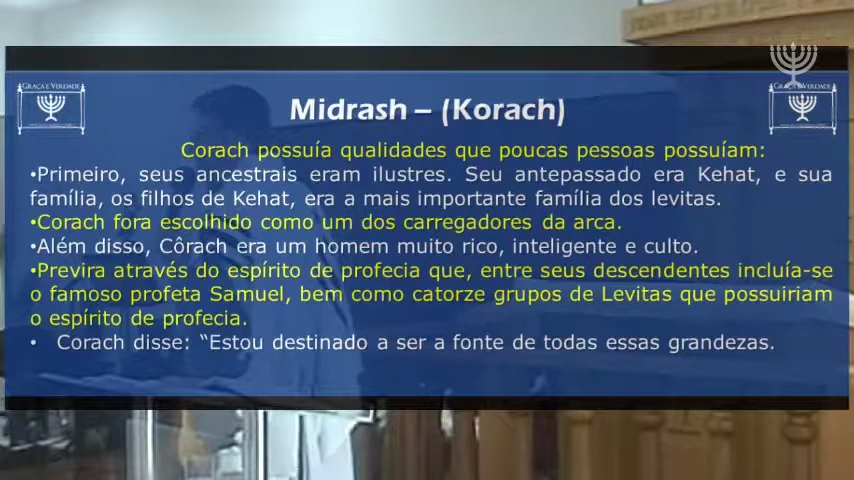 GRAÇA E VERDADE
GRAÇA E VERDADE
Midrash – (Korach)
Corach possuía qualidades que poucas pessoas possuíam:
•Primeiro, seus ancestrais eram ilustres. Seu antepassado era Kehat, e sua
família, os filhos de Kehat, era a mais importante família dos levitas.
•Corach fora escolhido como um dos carregadores da arca.
•Além disso, Côrach era um homem muito rico, inteligente e culto.
•Previra através do espírito de profecia que, entre seus descendentes incluía-se
o famoso profeta Samuel, bem como catorze grupos de Levitas que possuiriam
o espírito de profecia.
• Corach disse: “Estou destinado a ser a fonte de todas essas grandezas.